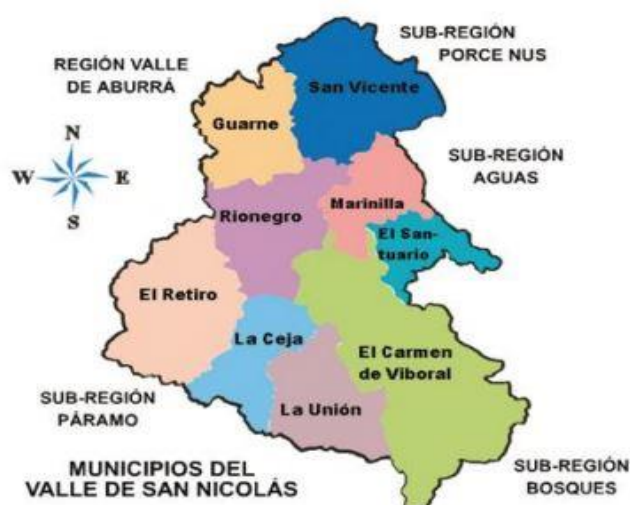 SUB-REGIÓN
PORCE NUS
REGIÓN VALLE
DE ABURRÁ
San Vicente
Guarne
N
W
E
S
SUB-REGIÓN
AGUAS
Marinilla
Rionegro
El San-
tuario
El Retiro
La Ceja
El Carmen
de Viboral
SUB-REGIÓN
PÁRAMO
La Unión
MUNICIPIOS DEL
VALLE DE SAN NICOLÁS
SUB-REGIÓN
BOSQUES